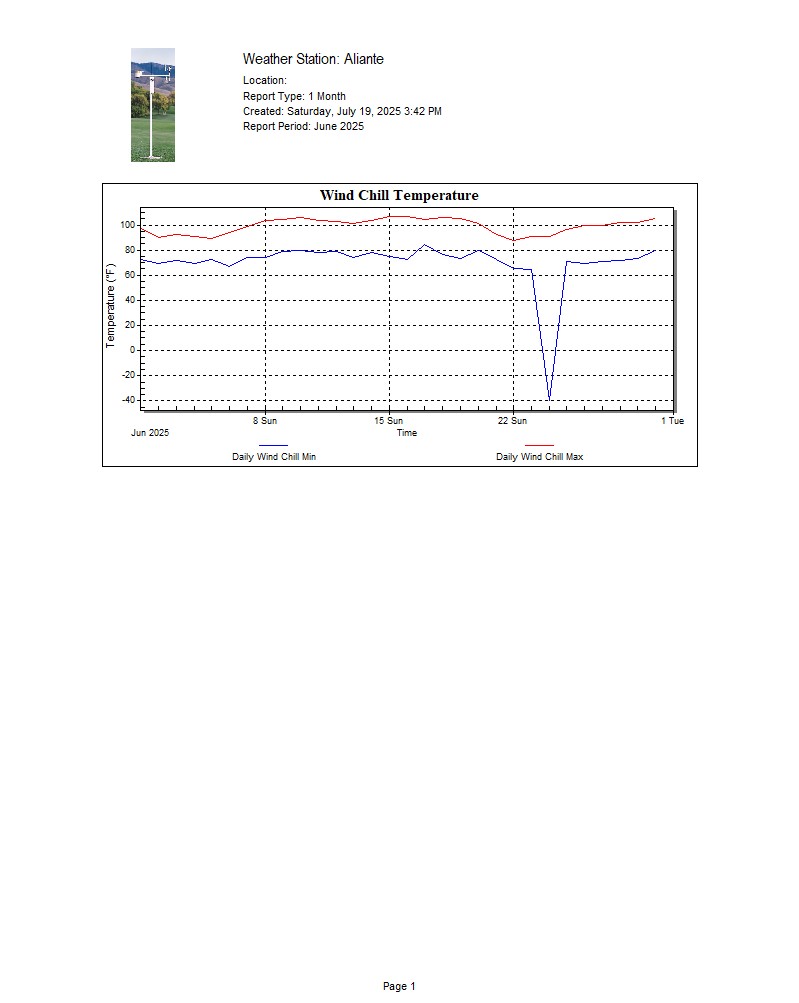 Weather Station: Aliante
Location:
Report Type: 1 Month
Created: Saturday, July 19, 2025 3:42 PM
Report Period: June 2025
Wind Chill Temperature
Temperature (°F)
100
80
60
40
20
0
-20
-40
8 Sun 15 Sun 22 Sun 1 Tue
Jun 2025 Time
Daily Wind Chill Min Daily Wind Chill Max
Page 1